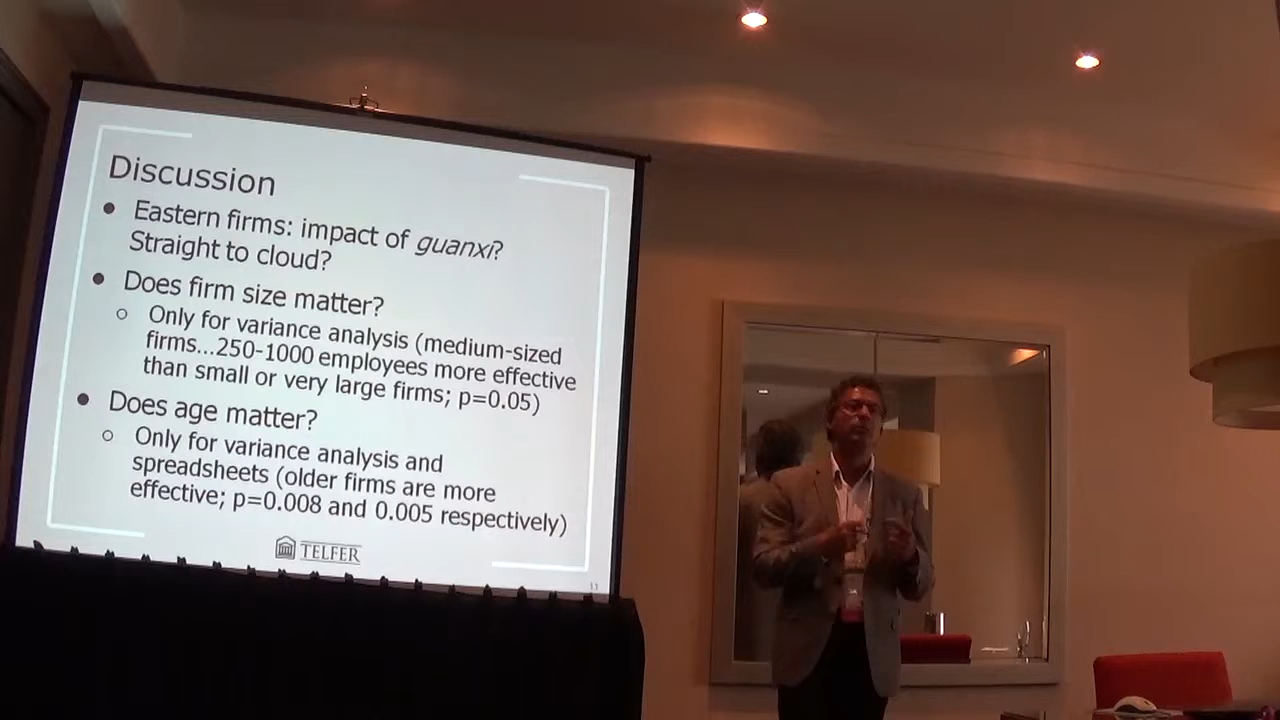 Discussion
• Eastern firms: impact of guanxi?
Straight to cloud?
• Does firm size matter?
○ Only for variance analysis (medium-sized
firms...250-1000 employees more effective
than small or very large firms; p=0.05)
• Does age matter?
○ Only for variance analysis and
spreadsheets (older firms are more
effective; p=0.008 and 0.005 respectively)
TELFER
11